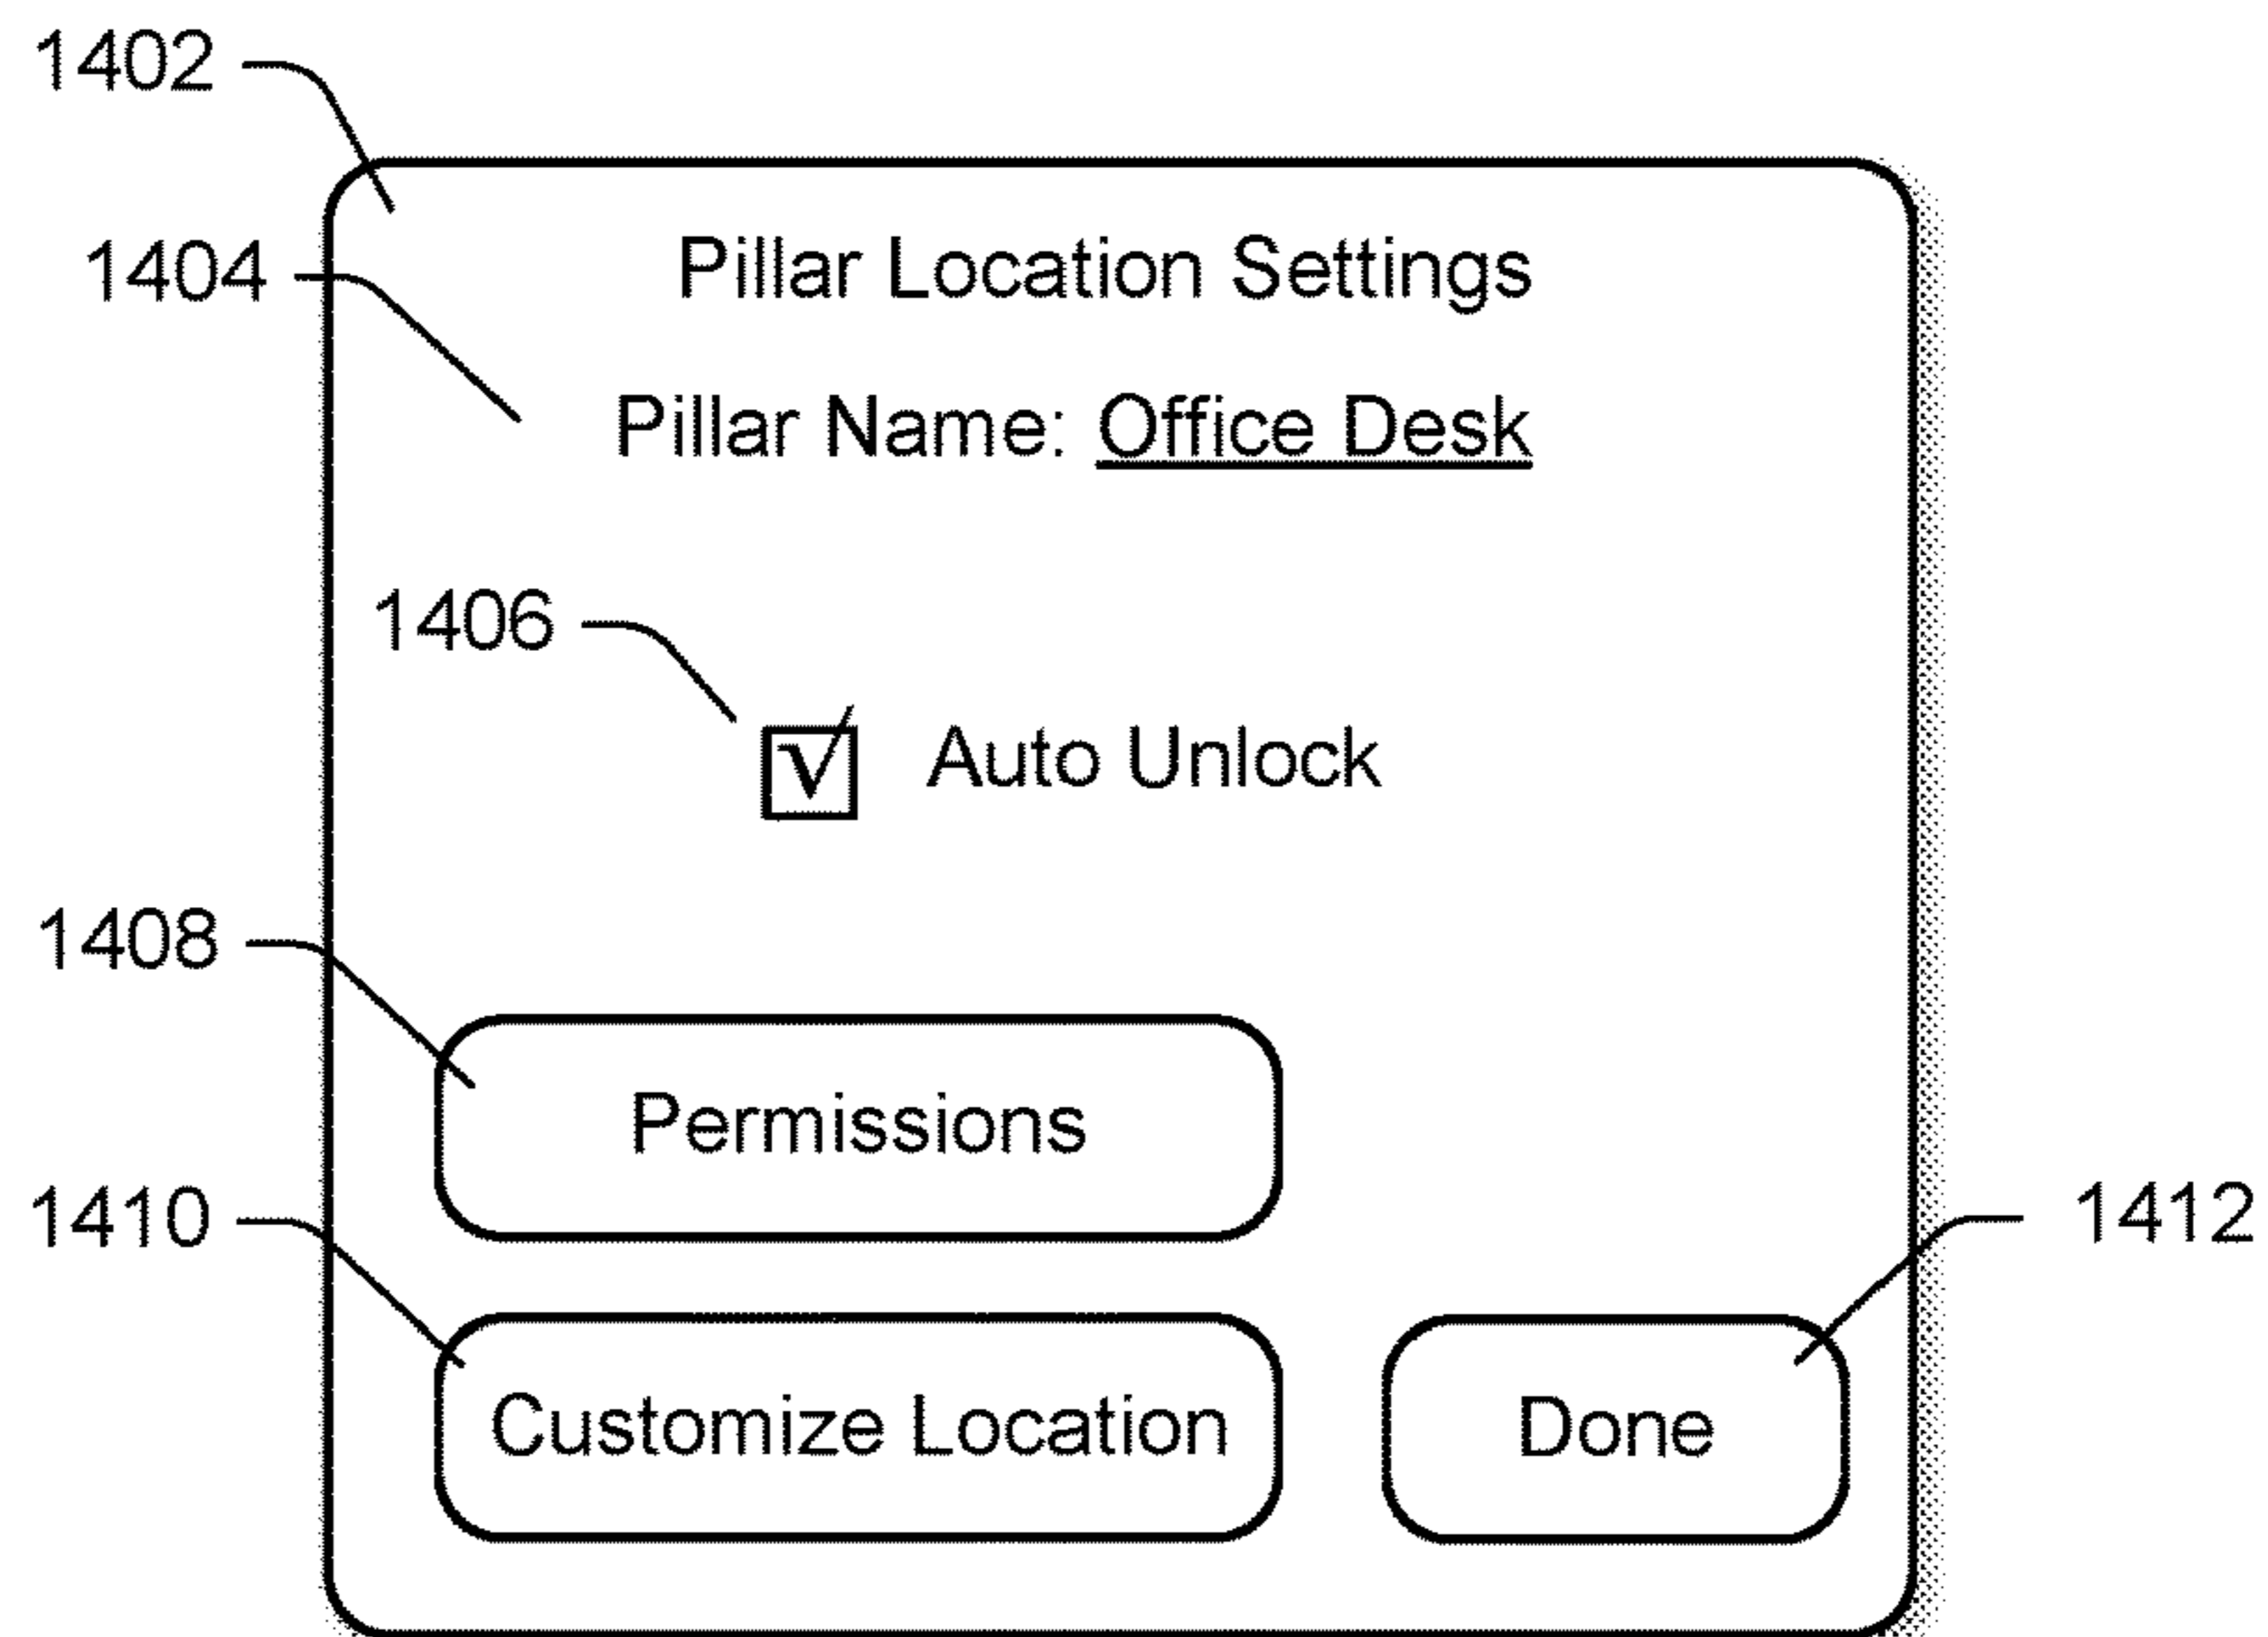 1402
1404
Pillar Location Settings
Pillar Name: Office Desk
1406
√ Auto Unlock
1408
Permissions
1410
1412
Customize Location
Done